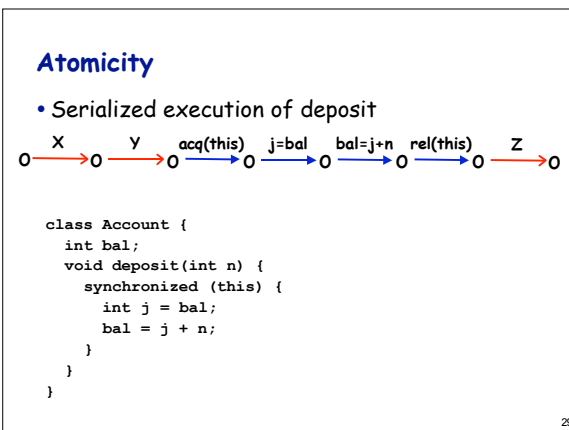 Atomicity
• Serialized execution of deposit
X Y acq(this) j=bal bal=j+n rel(this) Z
class Account {
int bal;
void deposit(int n) {
synchronized (this) {
int j = bal;
bal = j + n;
}
}
}
29